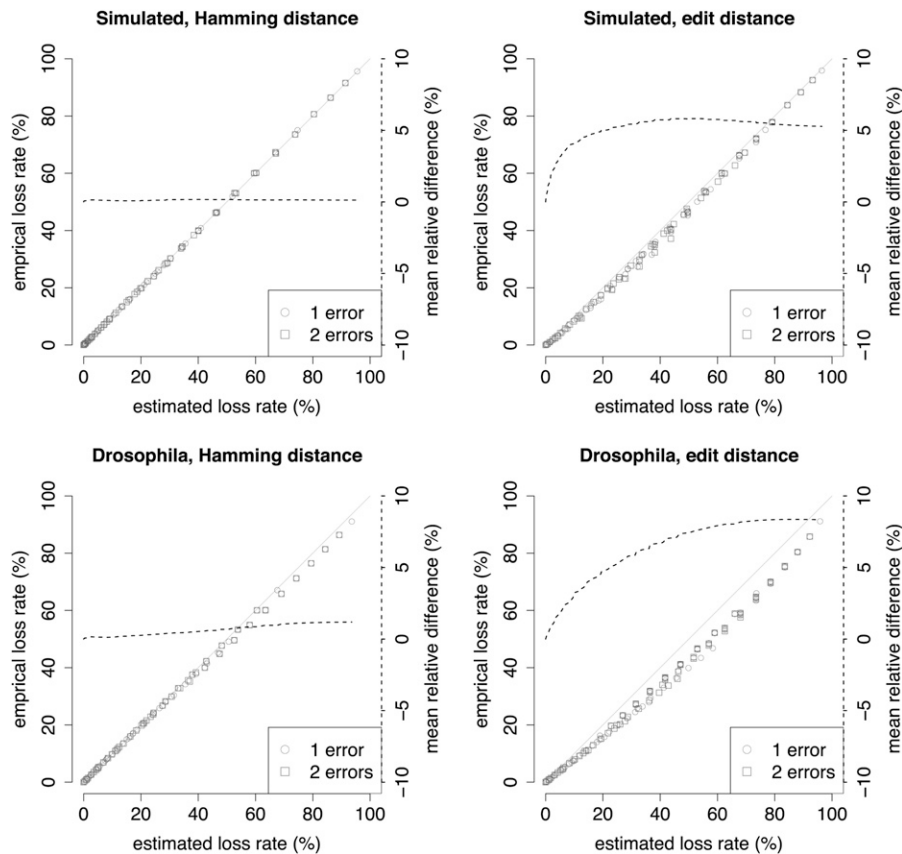 Simulated, Hamming distance
emprical loss rate (%)
100
80
60
40
20
0
10
5
0
−5
−10
mean relative difference (%)
1 error
2 errors
0 20 40 60 80 100
estimated loss rate (%)
Simulated, edit distance
emprical loss rate (%)
100
80
60
40
20
0
10
5
0
−5
−10
mean relative difference (%)
1 error
2 errors
0 20 40 60 80 100
estimated loss rate (%)
Drosophila, Hamming distance
emprical loss rate (%)
100
80
60
40
20
0
10
5
0
−5
−10
mean relative difference (%)
1 error
2 errors
0 20 40 60 80 100
estimated loss rate (%)
Drosophila, edit distance
emprical loss rate (%)
100
80
60
40
20
0
10
5
0
−5
−10
mean relative difference (%)
1 error
2 errors
0 20 40 60 80 100
estimated loss rate (%)